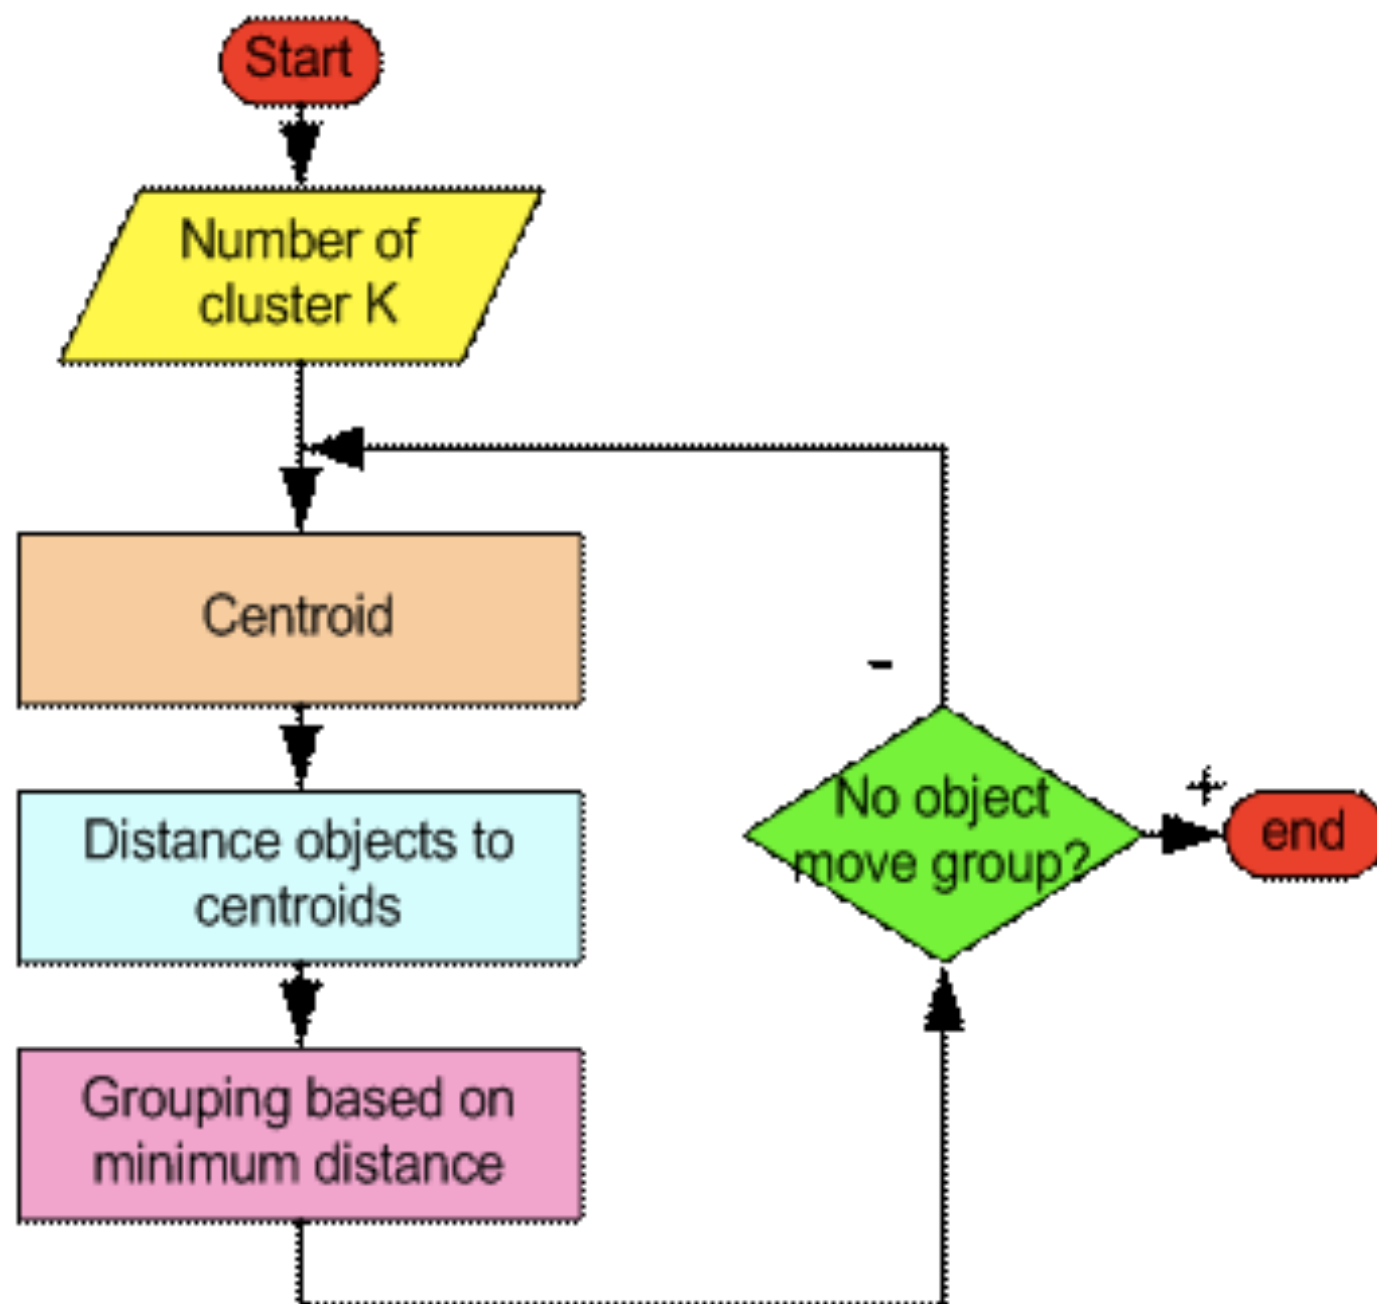 Start
Number of
cluster K
Centroid
Distance objects to
centroids
Grouping based on
minimum distance
-
No object
move group?
+
end